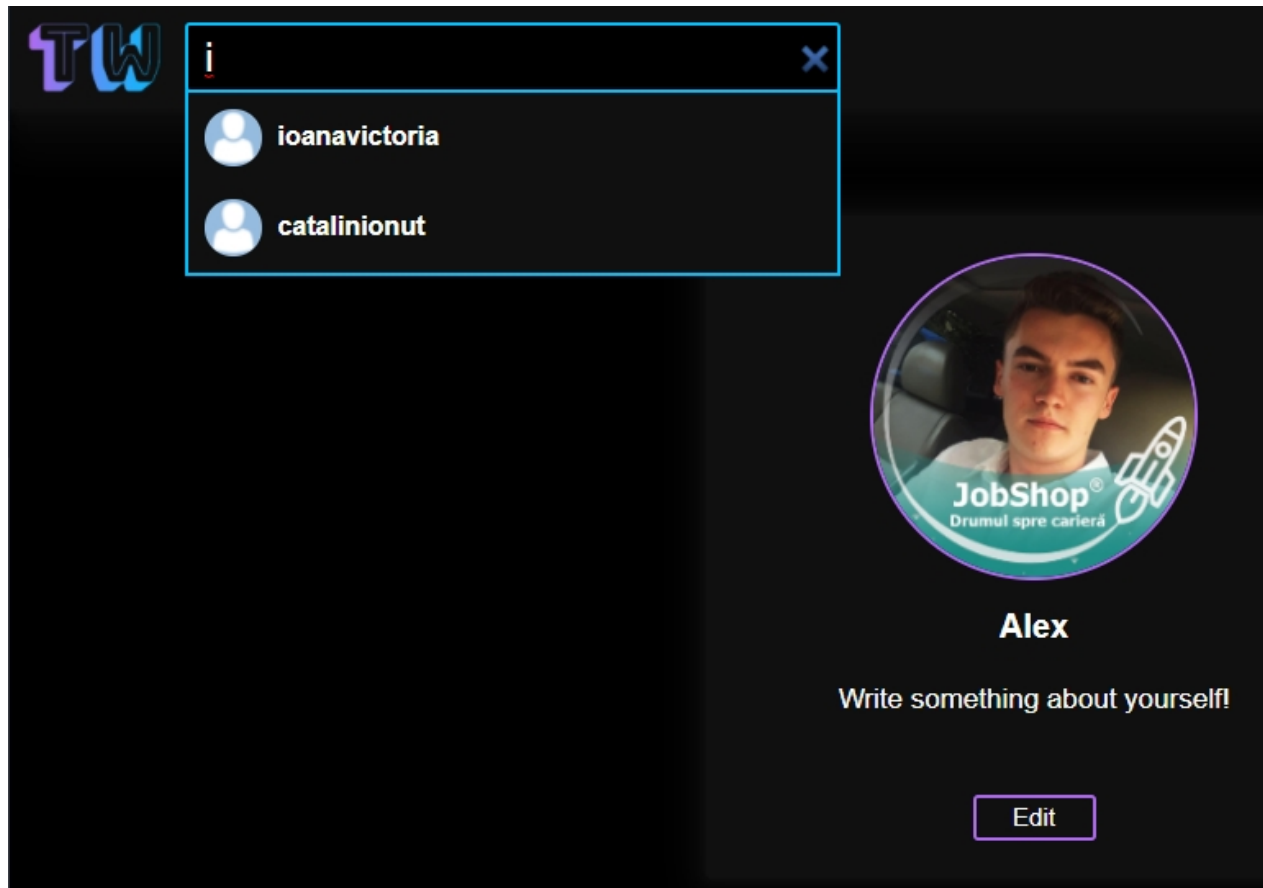 TW
i
ioanavictoria
catalinionut
JobShop®
Drumul spre carieră
Alex
Write something about yourself!
Edit